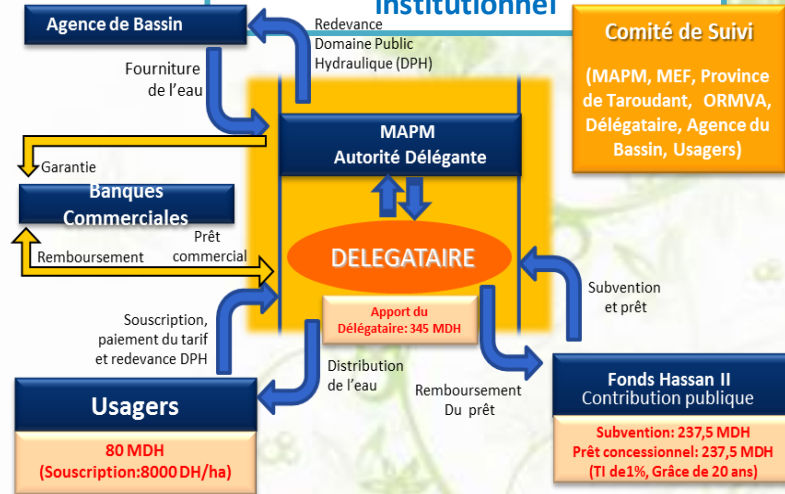 institutionnel
Agence de Bassin
Redevance
Domaine Public
Hydraulique (DPH)
Fourniture
de l'eau
Comité de Suivi
(MAPM, MEF, Province
de Taroudant, ORMVA,
Délégataire, Agence du
Bassin, Usagers)
MAPM
Autorité Délégante
Garantie
Banques
Commerciales
Remboursement
Prêt
commercial
DELEGATAIRE
Apport du
Délégataire: 345 MDH
Subvention
et prêt
Souscription,
paiement du tarif
et redevance DPH
Distribution
de l'eau
Remboursement
Du prêt
Usagers
80 MDH
(Souscription:8000 DH/ha)
Fonds Hassan II
Contribution publique
Subvention: 237,5 MDH
Prêt concessionnel: 237,5 MDH
(TI de1%, Grâce de 20 ans)